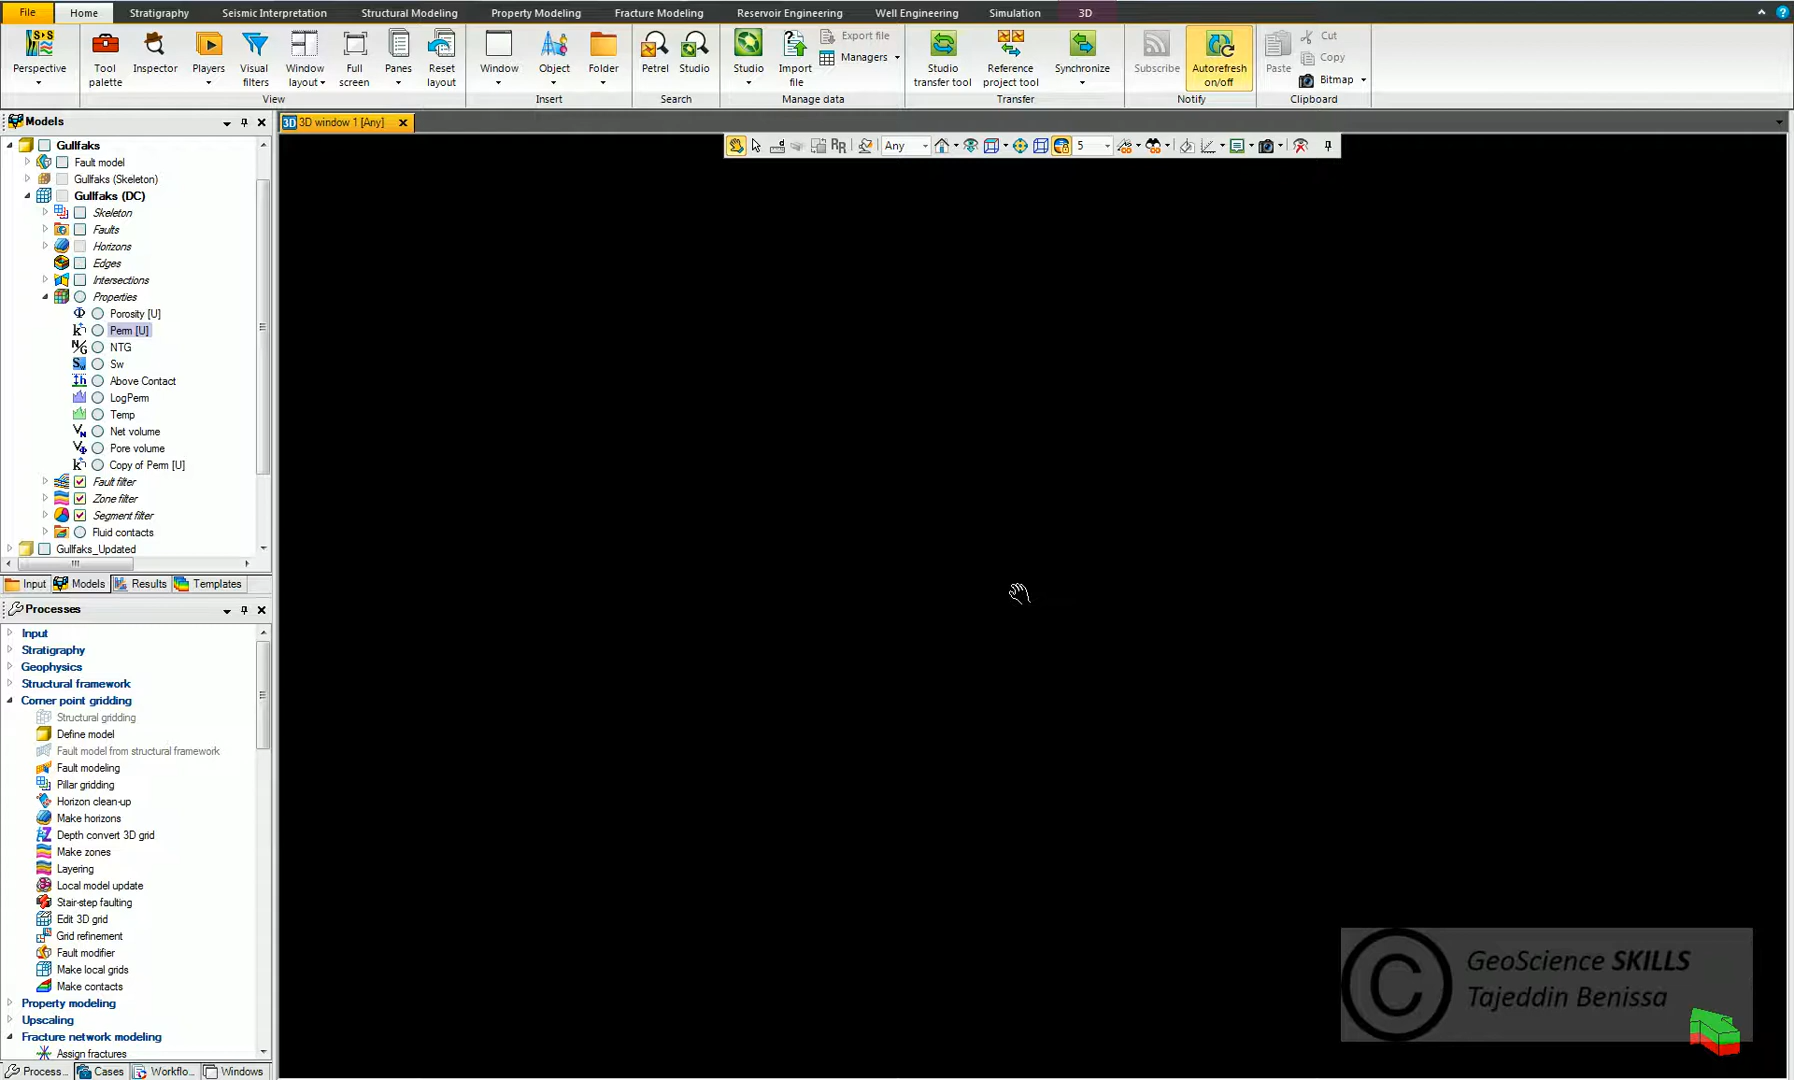 File Home Stratigraphy Seismic Interpretation Structural Modeling Property Modeling Fracture Modeling Reservoir Engineering Well Engineering Simulation 3D
Perspective
Tool palette
Inspector
Players
Visual filters
Window layout
Full screen
Panes
Reset layout
View
Window
Object
Folder
Insert
Petrel
Studio
Search
Studio
Import file
Export file
Managers
Manage data
Studio transfer tool
Reference project tool
Synchronize
Transfer
Subscribe
Autorefresh on/off
Notify
Paste
Cut
Copy
Bitmap
Clipboard
Models
3D window 1 [Any]
Any
5
Gullfaks
Fault model
Gullfaks (Skeleton)
Gullfaks (DC)
Skeleton
Faults
Horizons
Edges
Intersections
Properties
Porosity [U]
Perm [U]
NTG
Sw
Above Contact
LogPerm
Temp
Net volume
Pore volume
Copy of Perm [U]
Fault filter
Zone filter
Segment filter
Fluid contacts
Gullfaks_Updated
Input Models Results Templates
Processes
Input
Stratigraphy
Geophysics
Structural framework
Corner point gridding
Structural gridding
Define model
Fault model from structural framework
Fault modeling
Pillar gridding
Horizon clean-up
Make horizons
Depth convert 3D grid
Make zones
Layering
Local model update
Stair-step faulting
Edit 3D grid
Grid refinement
Fault modifier
Make local grids
Make contacts
Property modeling
Upscaling
Fracture network modeling
Assign fractures
Process... Cases Workflo... Windows
© GeoScience SKILLS
Tajeddin Benissa